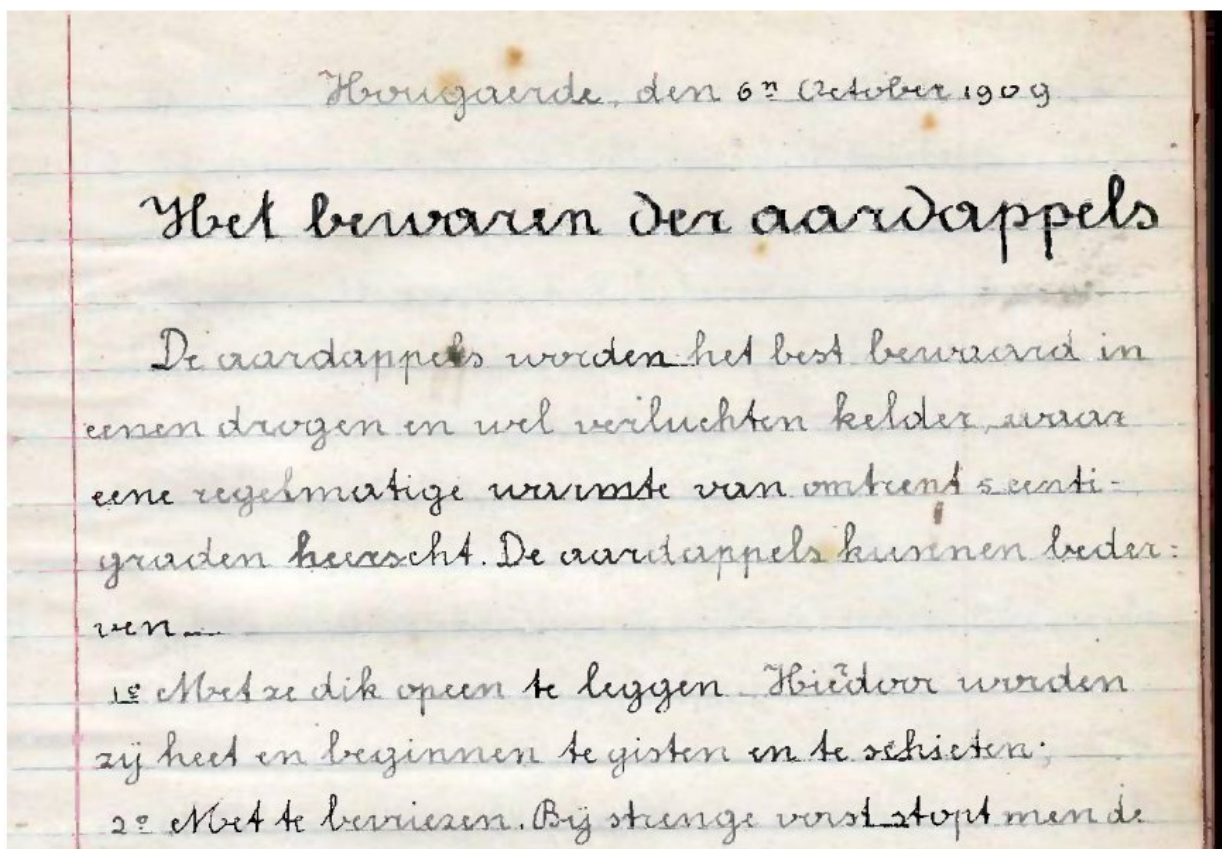 Hougaerde, den 6n October 1909
Het bewaren der aardappels
De aardappels worden het best bewaard in
eenen drogen en wel verluchten kelder, waar
eene regelmatige warmte van omtrent 5 centi-
graden heerscht. De aardappels kunnen beder:
ven
1º Met ze dik opeen te leggen. Hierdoor worden
zij heet en beginnen te gisten en te schieten;
2º Met te bevriezen. Bij strenge vorst stopt men de